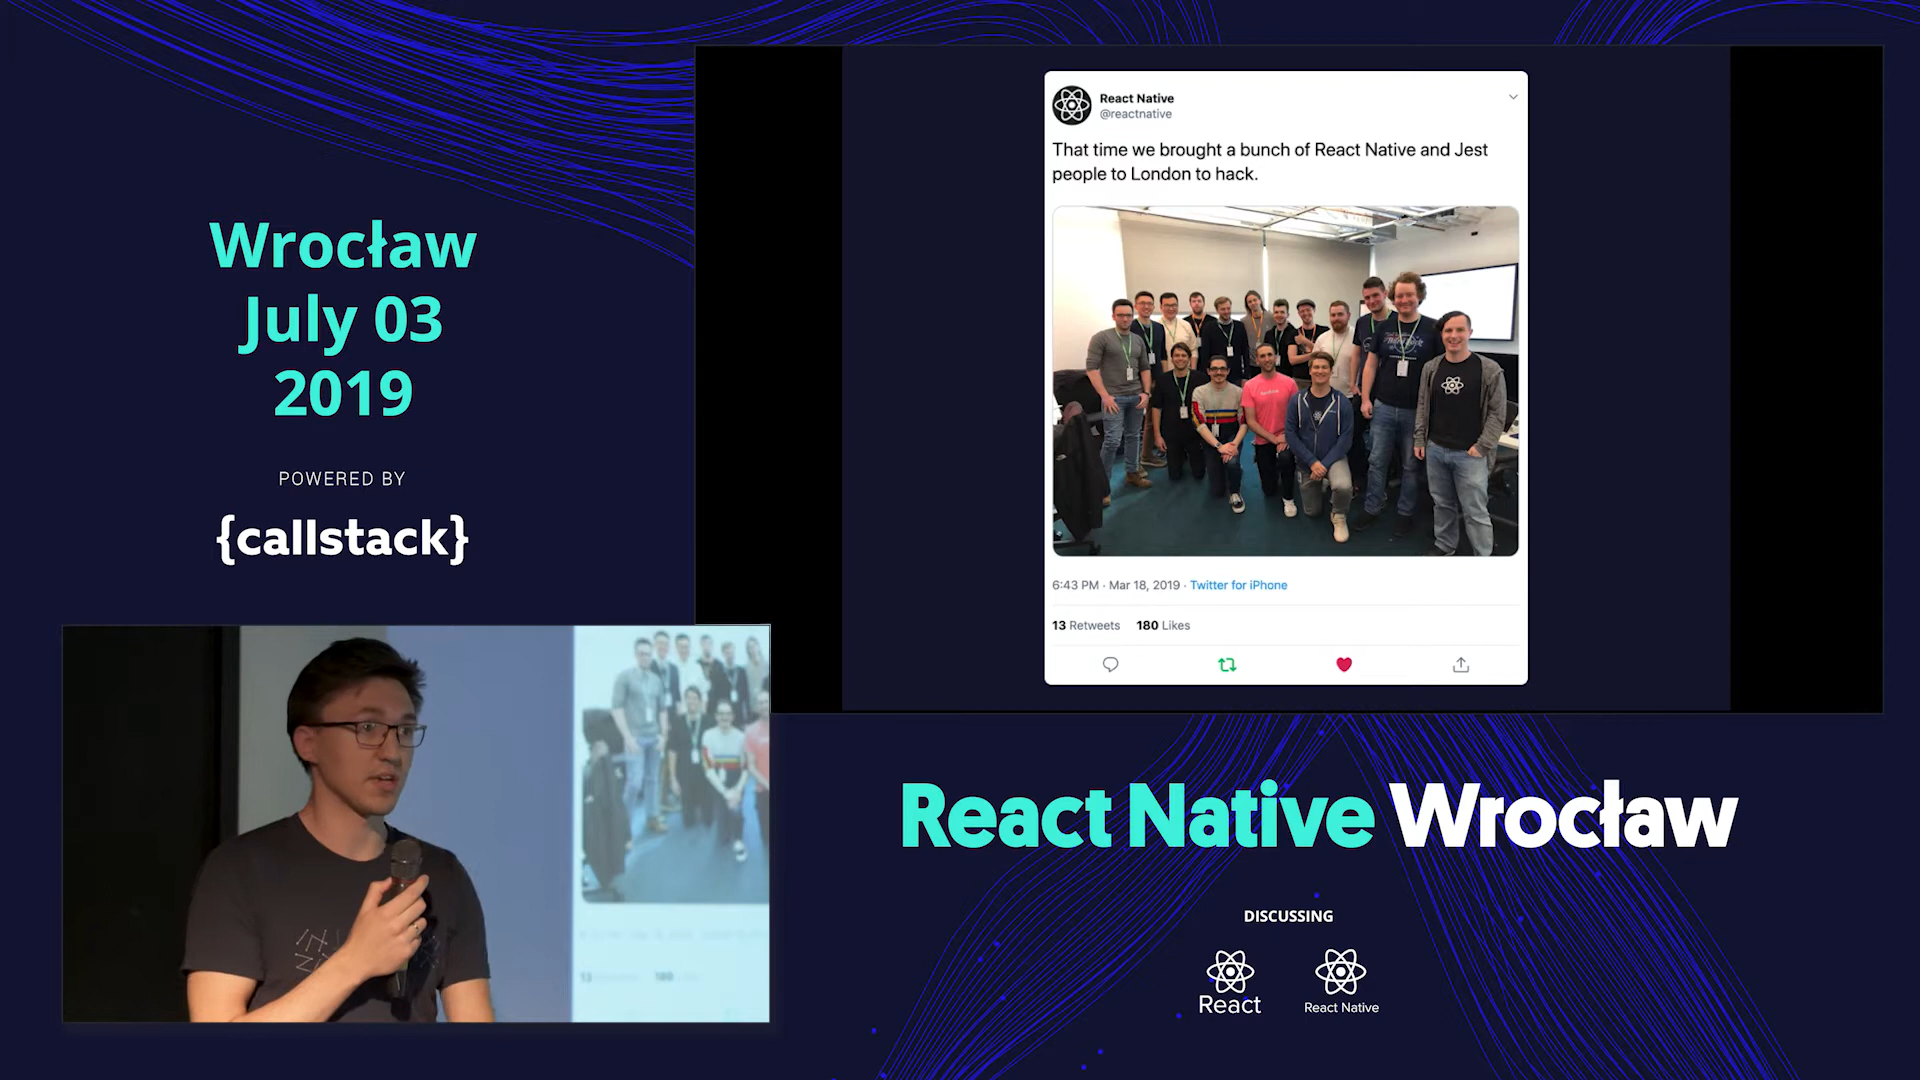 Wrocław
July 03
2019
POWERED BY
{callstack}
React Native
@reactnative
That time we brought a bunch of React Native and Jest
people to London to hack.
6:43 PM · Mar 18, 2019 · Twitter for iPhone
13 Retweets 180 Likes
React Native Wrocław
DISCUSSING
React
React Native